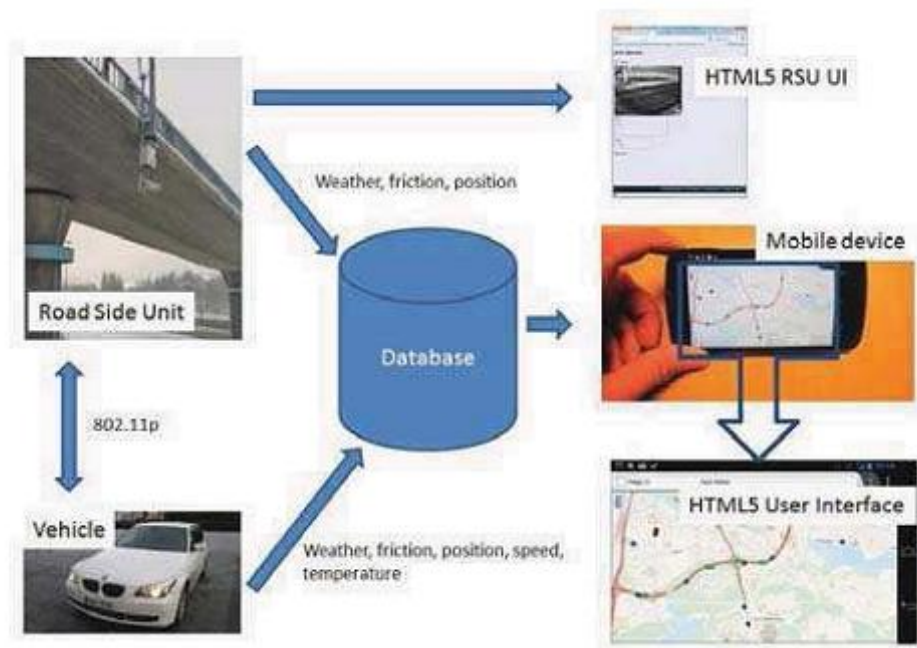 HTML5 RSU UI
Weather, friction, position
Mobile device
Road Side Unit
Database
802.11p
HTML5 User Interface
Vehicle
Weather, friction, position, speed,
temperature